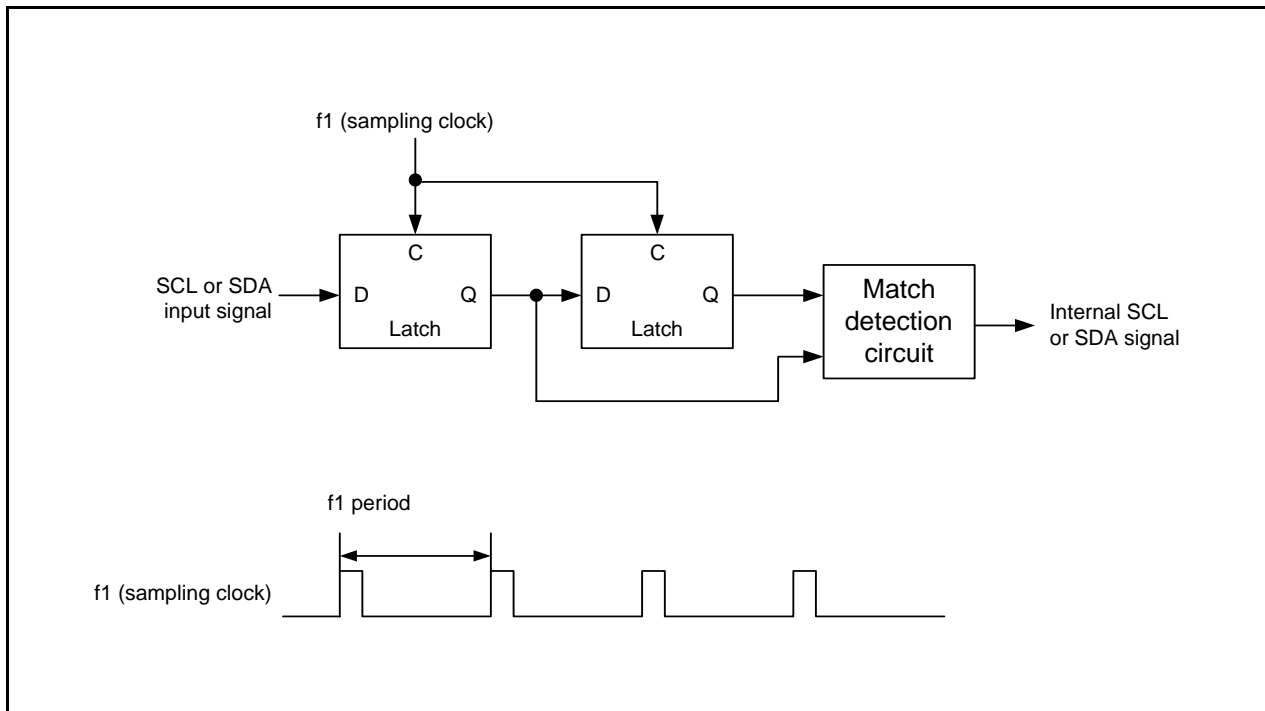 f1 (sampling clock)
SCL or SDA
input signal
C
D
Q
Latch
C
D
Q
Latch
Match
detection
circuit
Internal SCL
or SDA signal
f1 period
f1 (sampling clock)